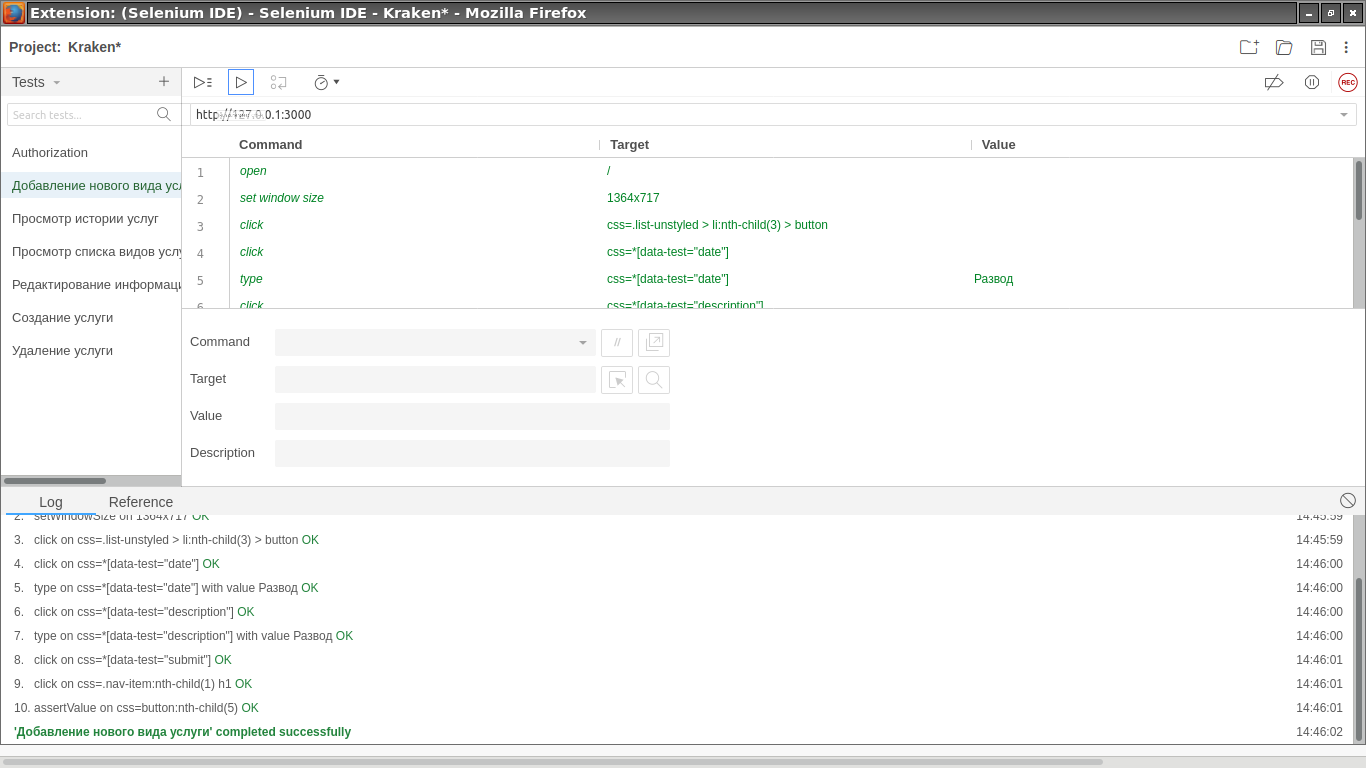 Extension: (Selenium IDE) - Selenium IDE - Kraken* - Mozilla Firefox
Project: Kraken*
Tests
Search tests...
Authorization
Добавление нового вида усл
Просмотр истории услуг
Просмотр списка видов услу
Редактирование информаци
Создание услуги
Удаление услуги
REC
http://127.0.0.1:3000
Command Target Value
1 open /
2 set window size 1364x717
3 click css=.list-unstyled > li:nth-child(3) > button
4 click css=*[data-test="date"]
5 type css=*[data-test="date"] Развод
6 click css=*[data-test="description"]
Command //
Target
Value
Description
Log Reference
2. setWindowSize on 1364x717 OK 14:45:59
3. click on css=.list-unstyled > li:nth-child(3) > button OK 14:45:59
4. click on css=*[data-test="date"] OK 14:46:00
5. type on css=*[data-test="date"] with value Развод OK 14:46:00
6. click on css=*[data-test="description"] OK 14:46:00
7. type on css=*[data-test="description"] with value Развод OK 14:46:00
8. click on css=*[data-test="submit"] OK 14:46:01
9. click on css=.nav-item:nth-child(1) h1 OK 14:46:01
10. assertValue on css=button:nth-child(5) OK 14:46:01
'Добавление нового вида услуги' completed successfully 14:46:02